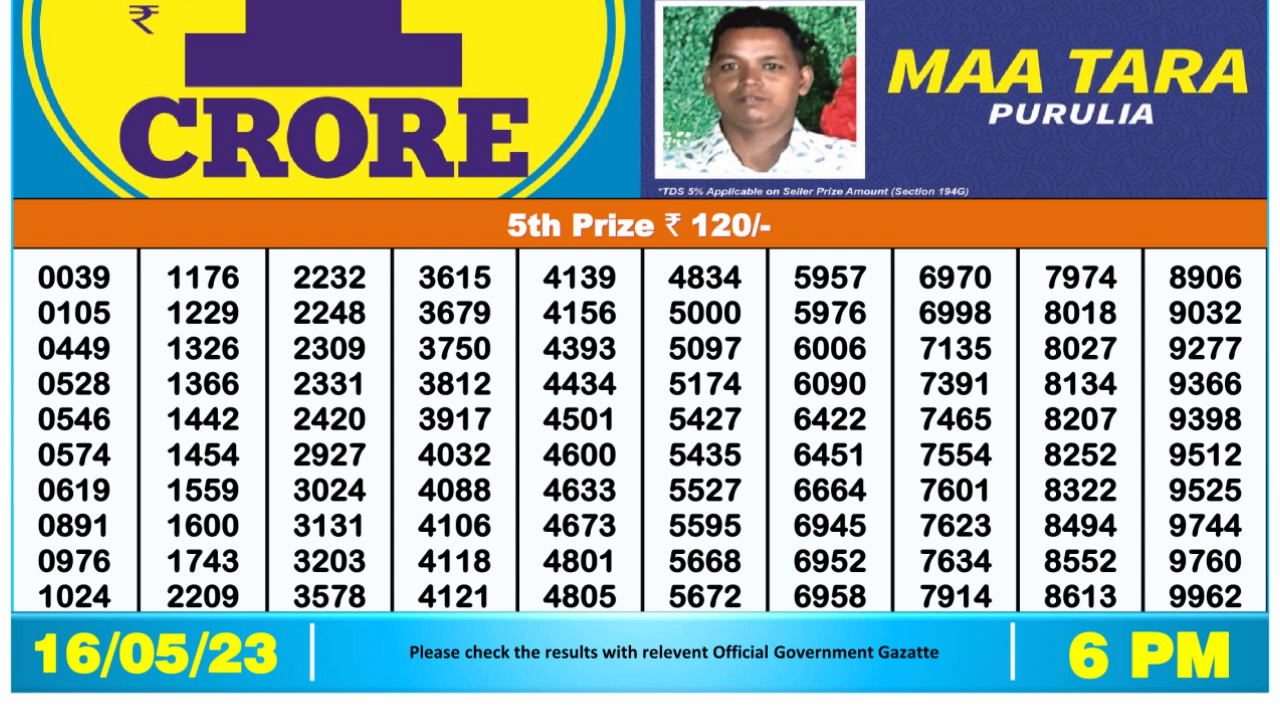 ₹
CRORE
MAA TARA
PURULIA
*TDS 5% Applicable on Seller Prize Amount (Section 194G)
5th Prize ₹ 120/-
0039 1176 2232 3615 4139 4834 5957 6970 7974 8906
0105 1229 2248 3679 4156 5000 5976 6998 8018 9032
0449 1326 2309 3750 4393 5097 6006 7135 8027 9277
0528 1366 2331 3812 4434 5174 6090 7391 8134 9366
0546 1442 2420 3917 4501 5427 6422 7465 8207 9398
0574 1454 2927 4032 4600 5435 6451 7554 8252 9512
0619 1559 3024 4088 4633 5527 6664 7601 8322 9525
0891 1600 3131 4106 4673 5595 6945 7623 8494 9744
0976 1743 3203 4118 4801 5668 6952 7634 8552 9760
1024 2209 3578 4121 4805 5672 6958 7914 8613 9962
16/05/23
Please check the results with relevent Official Government Gazatte
6 PM